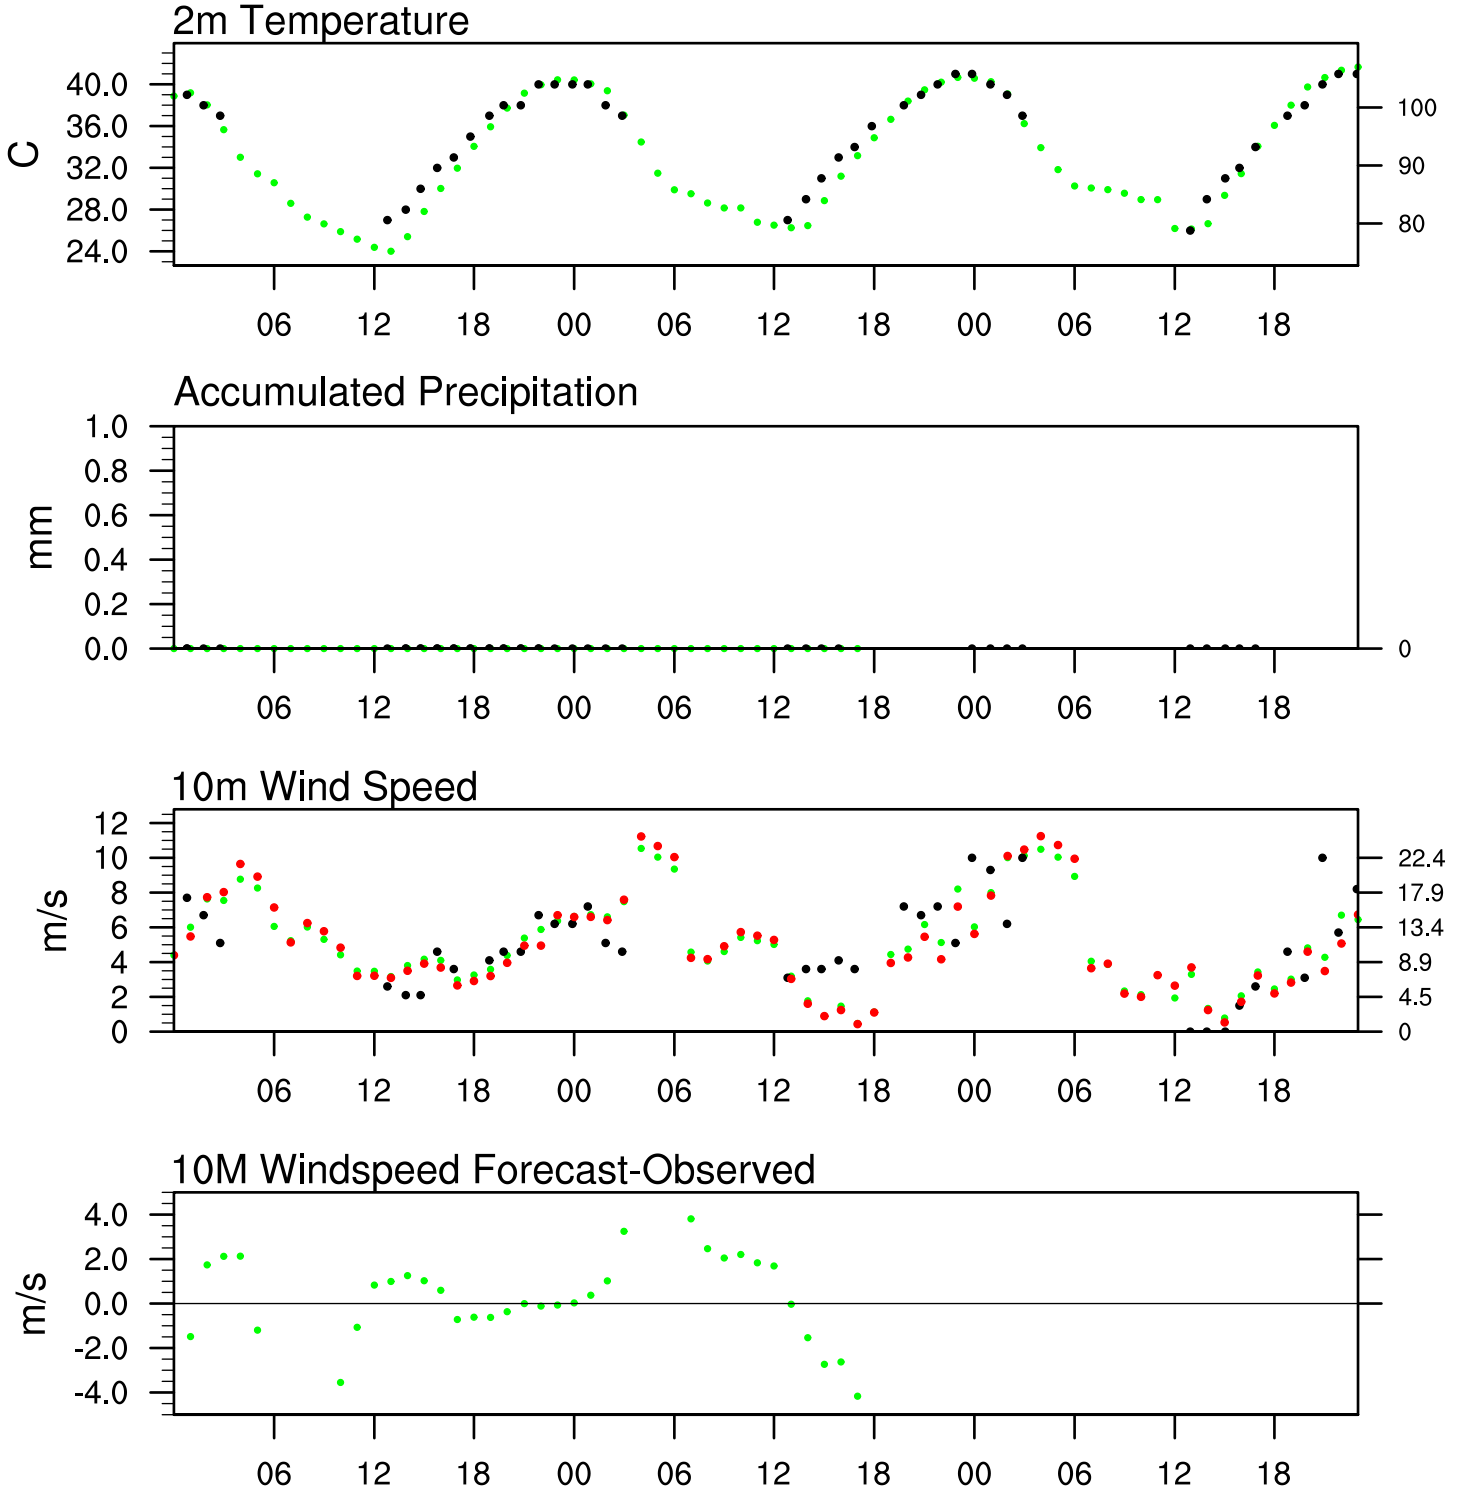 2m Temperature
40.0
36.0
32.0
28.0
24.0
C
100
90
80
06 12 18 00 06 12 18 00 06 12 18
Accumulated Precipitation
1.0
0.8
0.6
0.4
0.2
0.0
mm
0
06 12 18 00 06 12 18 00 06 12 18
10m Wind Speed
12
10
8
6
4
2
0
m/s
22.4
17.9
13.4
8.9
4.5
0
06 12 18 00 06 12 18 00 06 12 18
10M Windspeed Forecast-Observed
4.0
2.0
0.0
-2.0
-4.0
m/s
06 12 18 00 06 12 18 00 06 12 18